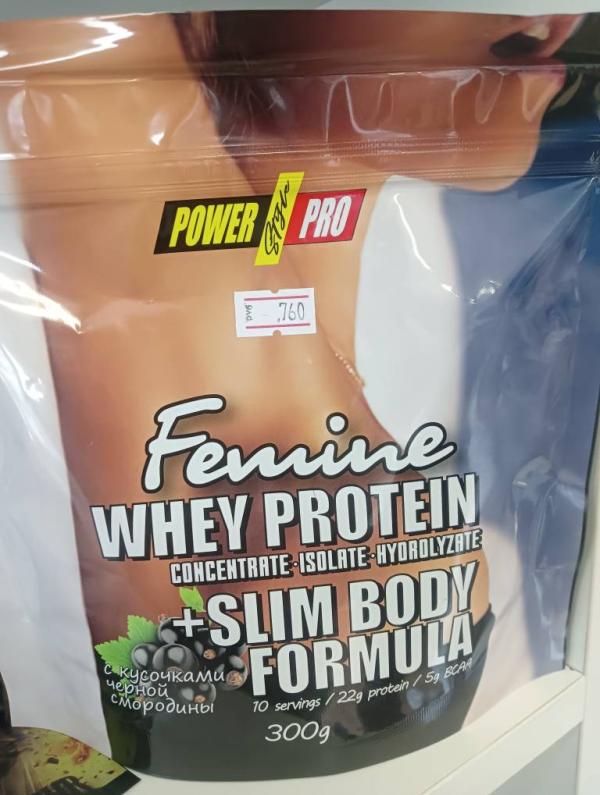 POWER Style PRO
760
Femine
WHEY PROTEIN
CONCENTRATE·ISOLATE·HYDROLYZATE
+SLIM BODY
FORMULA
с кусочками
черной
смородины
10 servings / 22g protein / 5g BCAA
300g